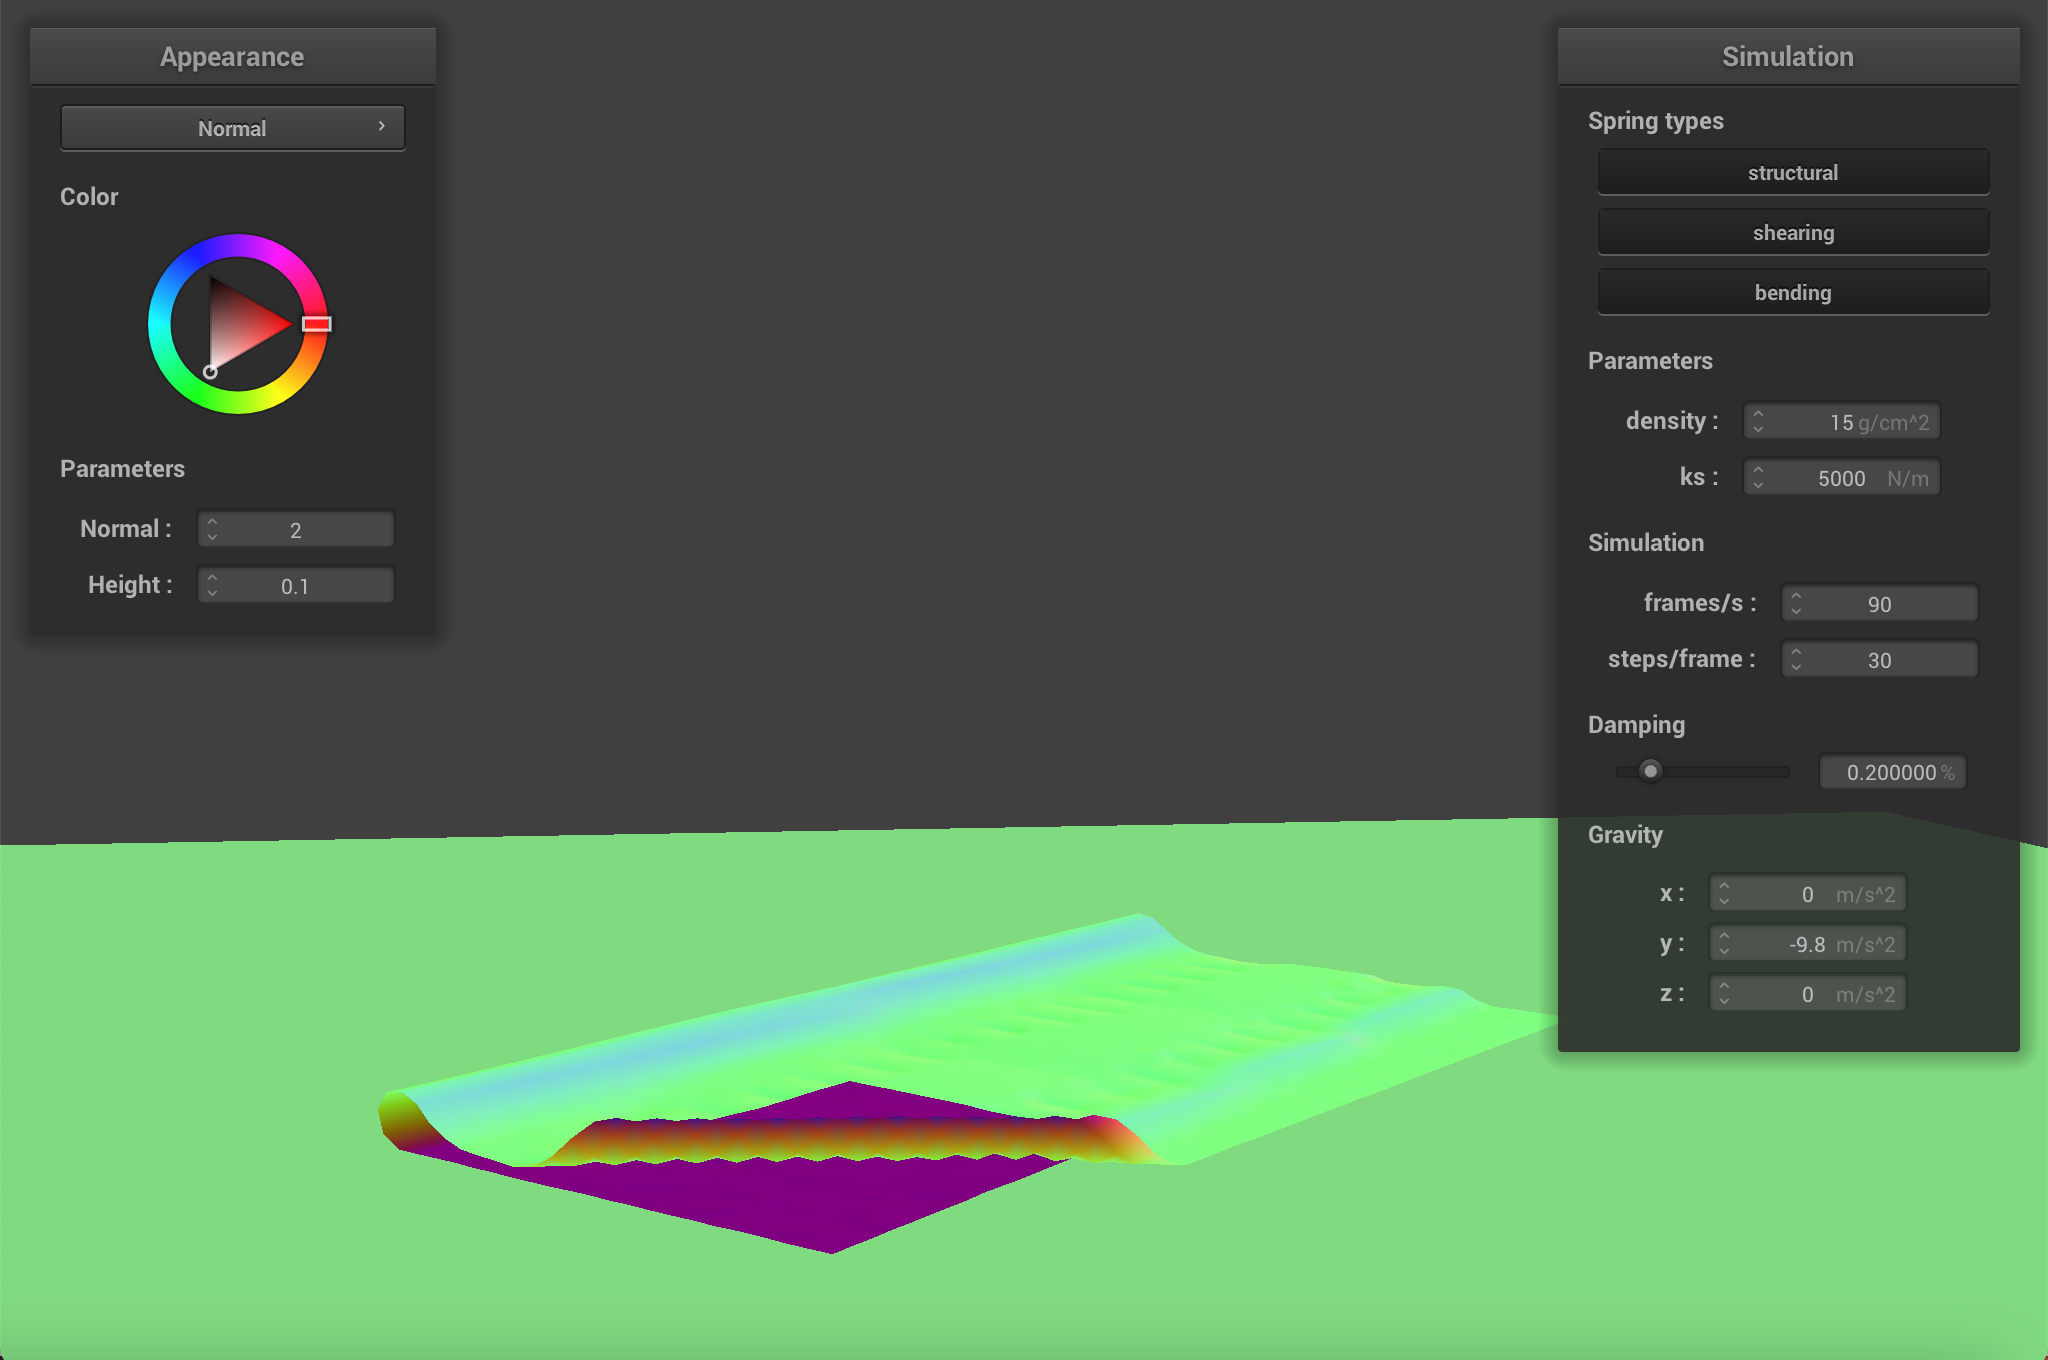 Appearance
Normal
Color
Parameters
Normal : 2
Height : 0.1
Simulation
Spring types
structural
shearing
bending
Parameters
density : 15 g/cm^2
ks : 5000 N/m
Simulation
frames/s : 90
steps/frame : 30
Damping
0.200000 %
Gravity
x : 0 m/s^2
y : -9.8 m/s^2
z : 0 m/s^2